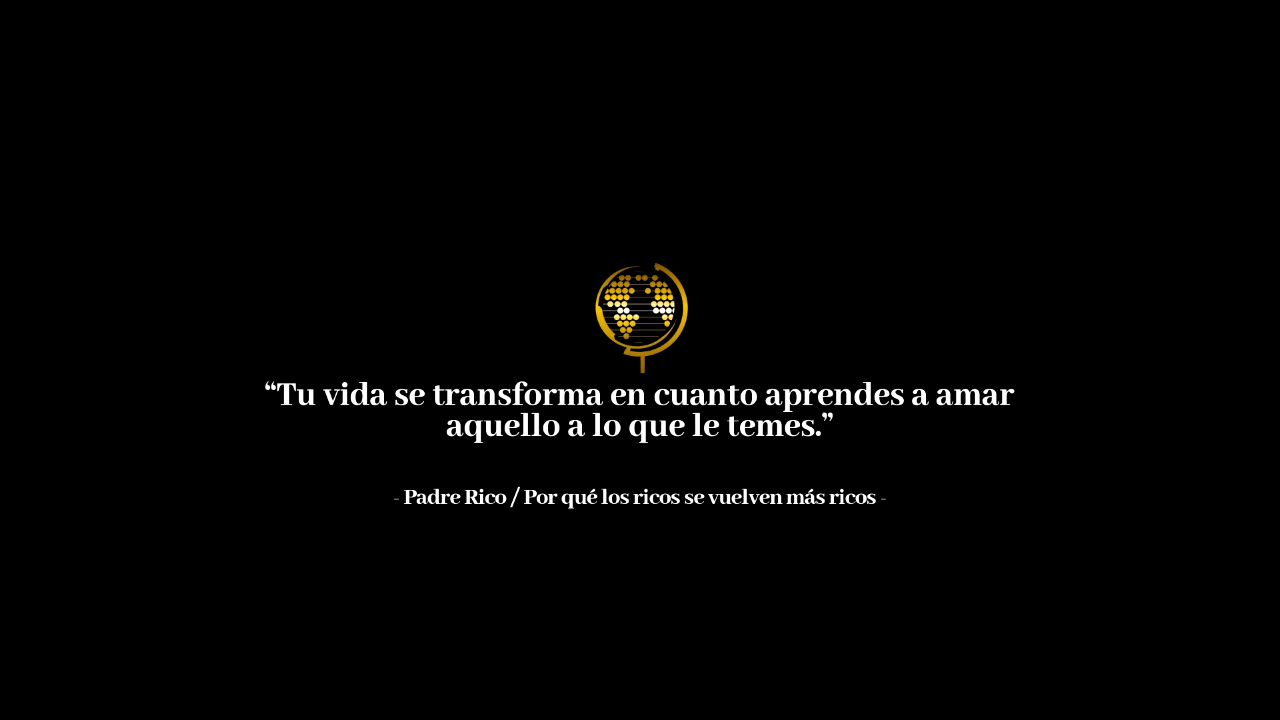 “Tu vida se transforma en cuanto aprendes a amar
aquello a lo que le temes.”
- Padre Rico / Por qué los ricos se vuelven más ricos -